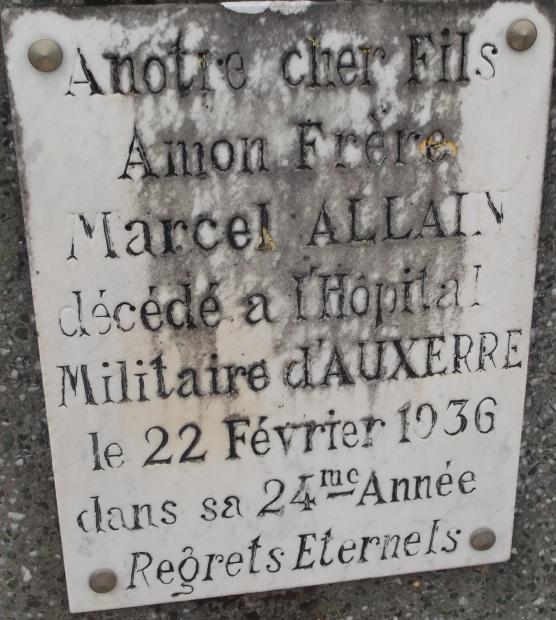 Anotre cher Fils
Amon Frère
Marcel ALLAIN
décédé a l'Hôpital
Militaire d'AUXERRE
le 22 Février 1936
dans sa 24me Année
Regrets Eternels